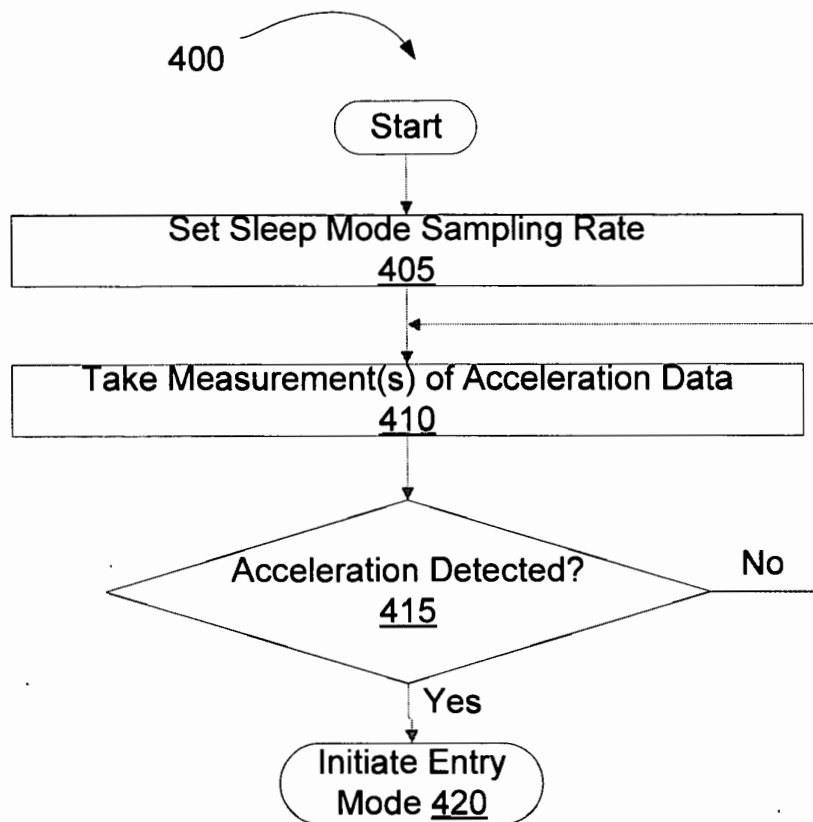 400
Start
Set Sleep Mode Sampling Rate
405
Take Measurement(s) of Acceleration Data
410
Acceleration Detected?
415
No
Yes
Initiate Entry
Mode 420